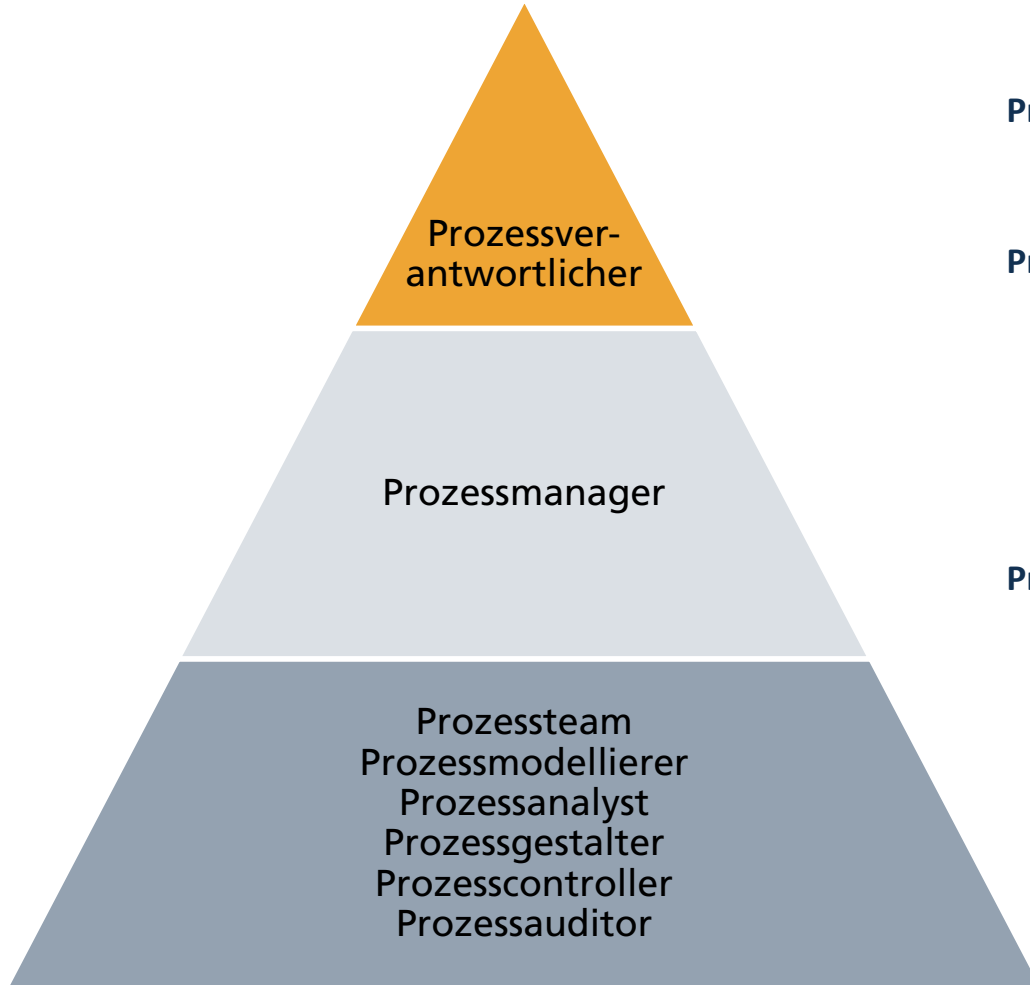 Prozessver-
antwortlicher
Prozessmanager
Prozessteam
Prozessmodellierer
Prozessanalyst
Prozessgestalter
Prozesscontroller
Prozessauditor